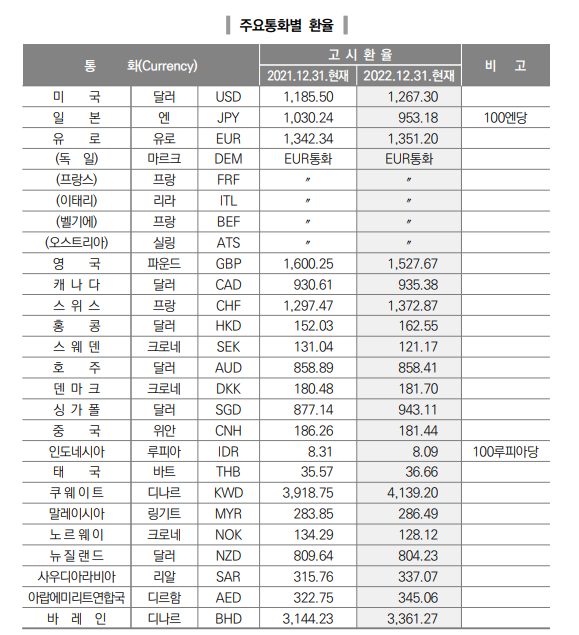 주요통화별 환율
통 화(Currency) 고 시 환 율 비 고
2021.12.31.현재 2022.12.31.현재
미 국 달러 USD 1,185.50 1,267.30
일 본 엔 JPY 1,030.24 953.18 100엔당
유 로 유로 EUR 1,342.34 1,351.20
(독 일) 마르크 DEM EUR통화 EUR통화
(프랑스) 프랑 FRF 〃 〃
(이태리) 리라 ITL 〃 〃
(벨기에) 프랑 BEF 〃 〃
(오스트리아) 실링 ATS 〃 〃
영 국 파운드 GBP 1,600.25 1,527.67
캐 나 다 달러 CAD 930.61 935.38
스 위 스 프랑 CHF 1,297.47 1,372.87
홍 콩 달러 HKD 152.03 162.55
스 웨 덴 크로네 SEK 131.04 121.17
호 주 달러 AUD 858.89 858.41
덴 마 크 크로네 DKK 180.48 181.70
싱 가 폴 달러 SGD 877.14 943.11
중 국 위안 CNH 186.26 181.44
인도네시아 루피아 IDR 8.31 8.09 100루피아당
태 국 바트 THB 35.57 36.66
쿠 웨 이 트 디나르 KWD 3,918.75 4,139.20
말레이시아 링기트 MYR 283.85 286.49
노 르 웨 이 크로네 NOK 134.29 128.12
뉴 질 랜 드 달러 NZD 809.64 804.23
사우디아라비아 리알 SAR 315.76 337.07
아랍에미리트연합국 디르함 AED 322.75 345.06
바 레 인 디나르 BHD 3,144.23 3,361.27